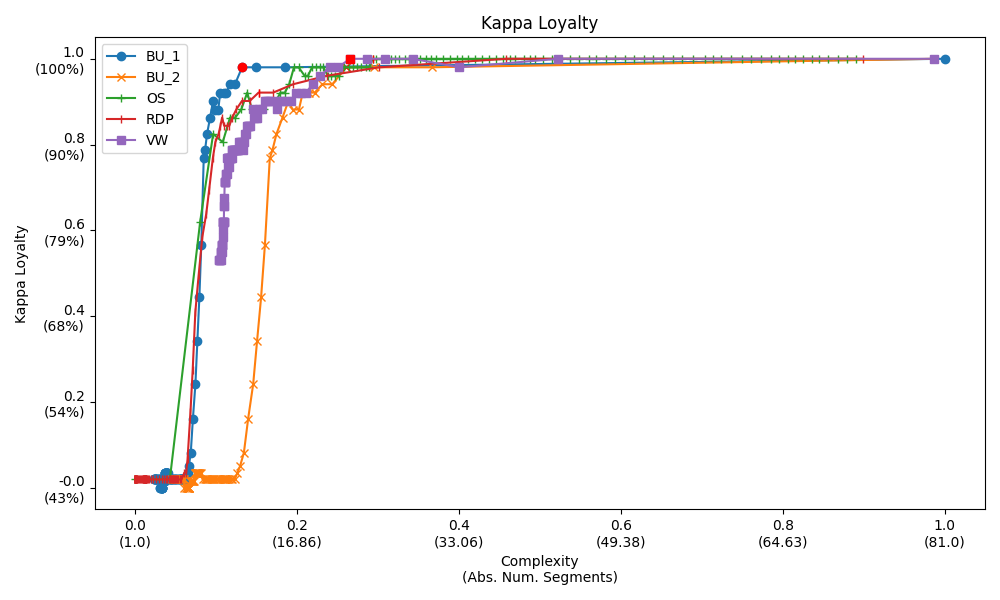 Kappa Loyalty
BU_1
BU_2
OS
RDP
VW
1.0
(100%)
0.8
(90%)
0.6
(79%)
0.4
(68%)
0.2
(54%)
-0.0
(43%)
Kappa Loyalty
0.0
(1.0)
0.2
(16.86)
0.4
(33.06)
0.6
(49.38)
0.8
(64.63)
1.0
(81.0)
Complexity
(Abs. Num. Segments)